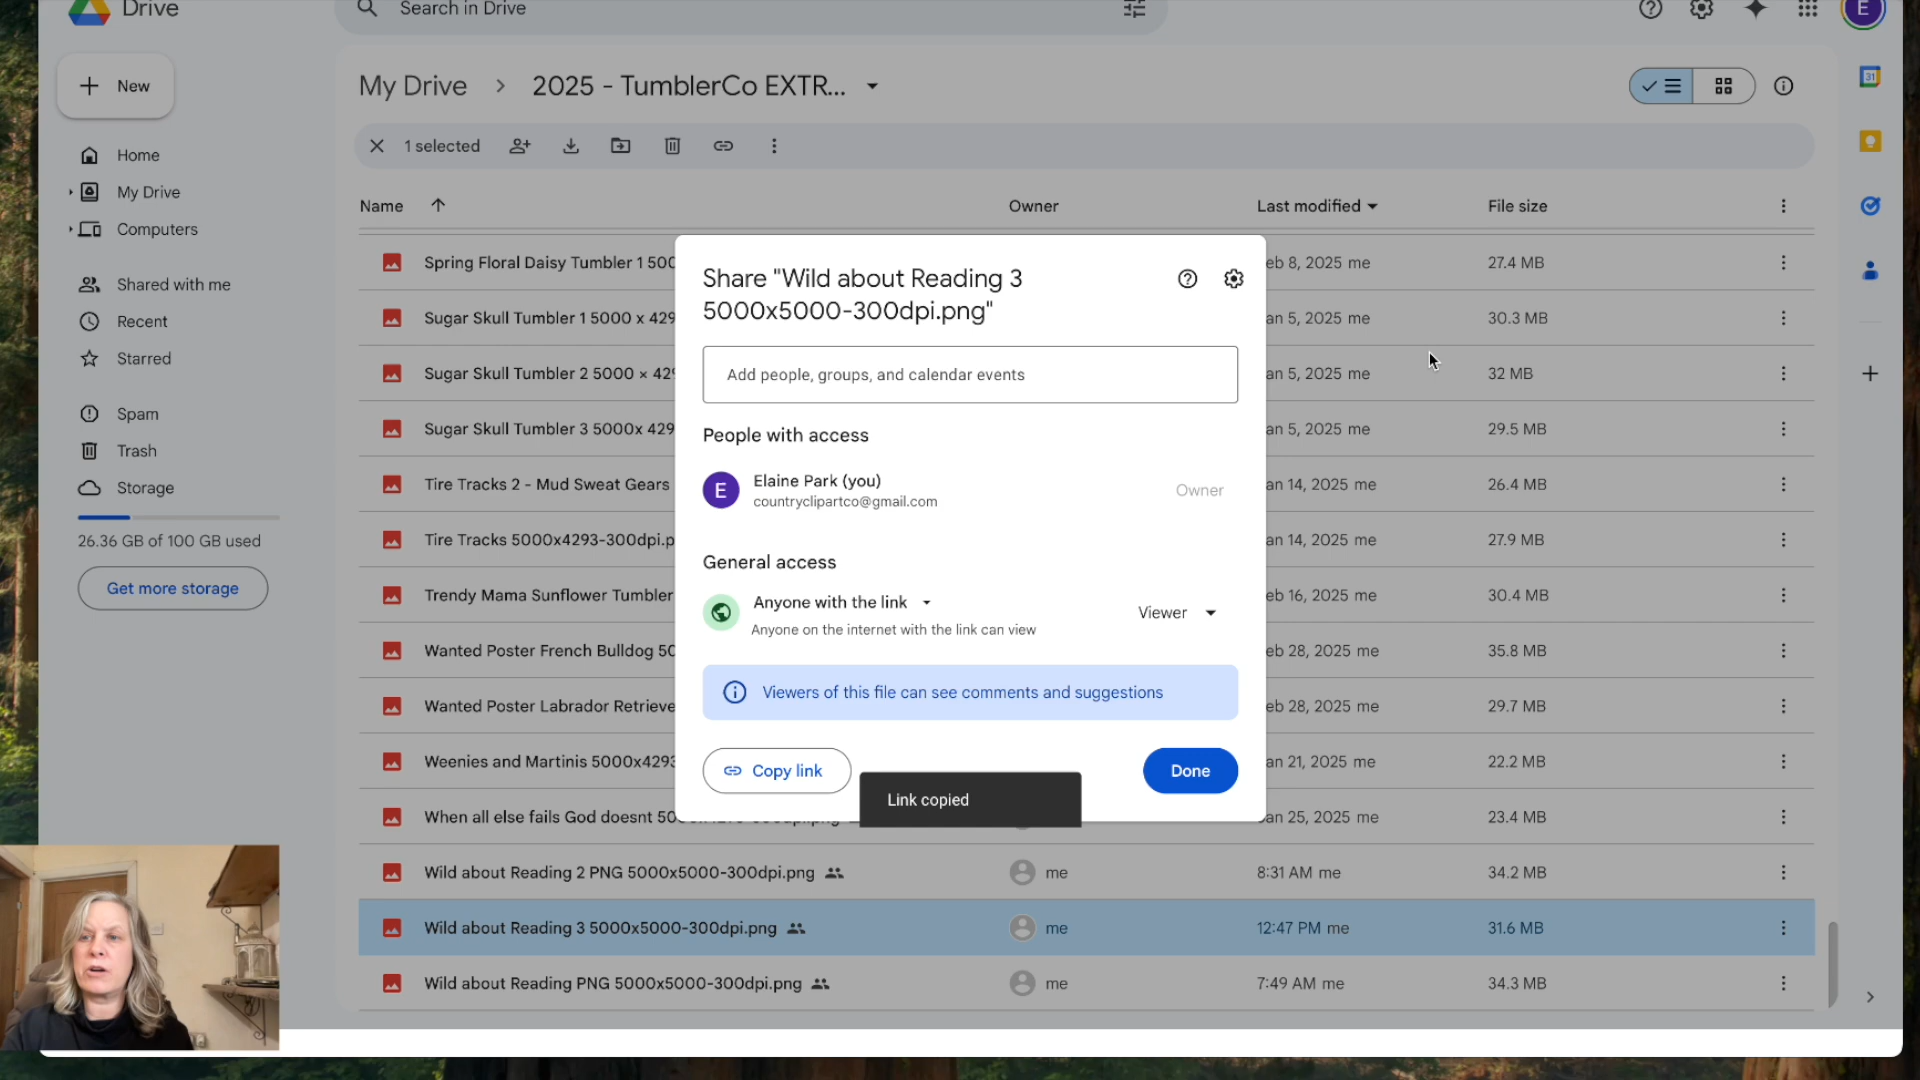 Drive
Search in Drive
E
New
My Drive > 2025 - TumblerCo EXTR...
31
1 selected
Home
My Drive
Computers
Shared with me
Recent
Starred
Spam
Trash
Storage
26.36 GB of 100 GB used
Get more storage
Name Owner Last modified File size
Spring Floral Daisy Tumbler 1 500 eb 8, 2025 me 27.4 MB
Sugar Skull Tumbler 1 5000 x 429 an 5, 2025 me 30.3 MB
Sugar Skull Tumbler 2 5000 × 429 an 5, 2025 me 32 MB
Sugar Skull Tumbler 3 5000x 429 an 5, 2025 me 29.5 MB
Tire Tracks 2 - Mud Sweat Gears an 14, 2025 me 26.4 MB
Tire Tracks 5000x4293-300dpi.p an 14, 2025 me 27.9 MB
Trendy Mama Sunflower Tumbler eb 16, 2025 me 30.4 MB
Wanted Poster French Bulldog 50 eb 28, 2025 me 35.8 MB
Wanted Poster Labrador Retrieve eb 28, 2025 me 29.7 MB
Weenies and Martinis 5000x4293 an 21, 2025 me 22.2 MB
When all else fails God doesnt 50 Jan 25, 2025 me 23.4 MB
Wild about Reading 2 PNG 5000x5000-300dpi.png me 8:31 AM me 34.2 MB
Wild about Reading 3 5000x5000-300dpi.png me 12:47 PM me 31.6 MB
Wild about Reading PNG 5000x5000-300dpi.png me 7:49 AM me 34.3 MB
Share "Wild about Reading 3
5000x5000-300dpi.png"
Add people, groups, and calendar events
People with access
E
Elaine Park (you)
countryclipartco@gmail.com
Owner
General access
Anyone with the link
Anyone on the internet with the link can view
Viewer
Viewers of this file can see comments and suggestions
Copy link
Done
Link copied